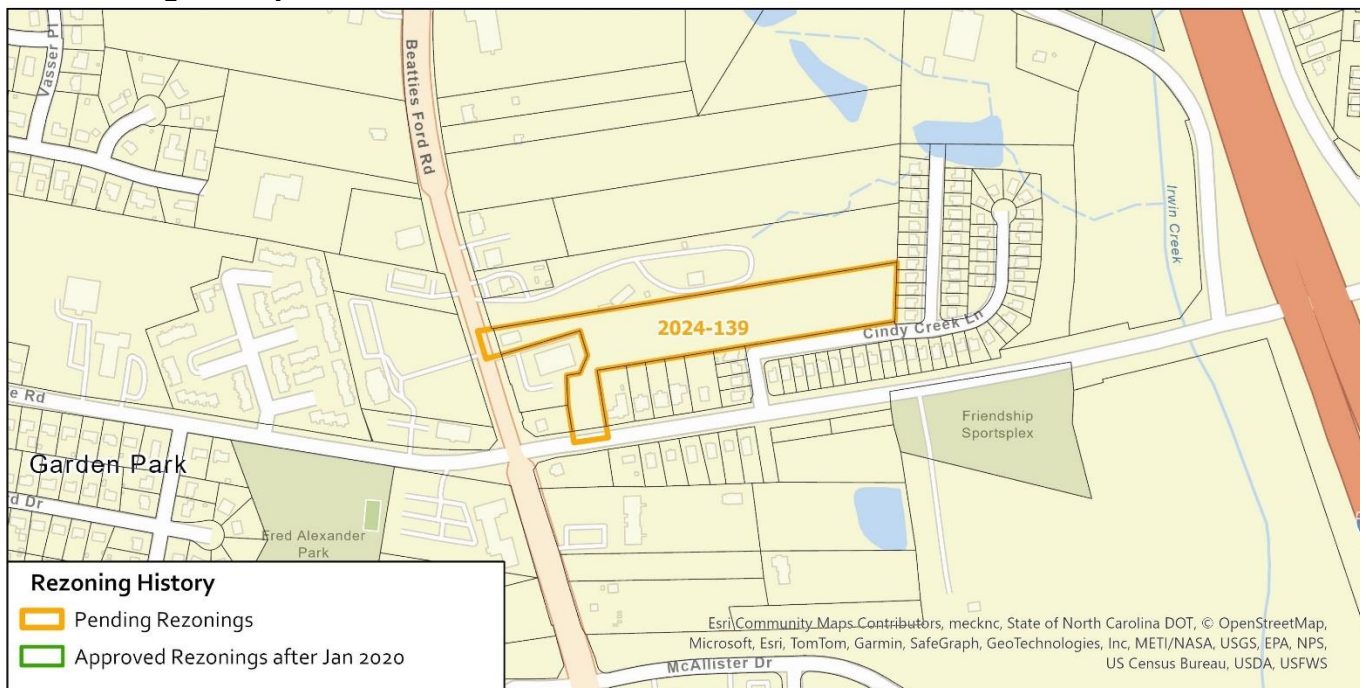 Vasser Pl
Beatties Ford Rd
Irwin Creek
2024-139
Cindy Creek Ln
e Rd
Garden Park
d Dr
Fred Alexander
Park
Friendship
Sportsplex
Rezoning History
Pending Rezonings
Approved Rezonings after Jan 2020
McAllister Dr
Esri Community Maps Contributors, mecknc, State of North Carolina DOT, © OpenStreetMap,
Microsoft, Esri, TomTom, Garmin, SafeGraph, GeoTechnologies, Inc, METI/NASA, USGS, EPA, NPS,
US Census Bureau, USDA, USFWS